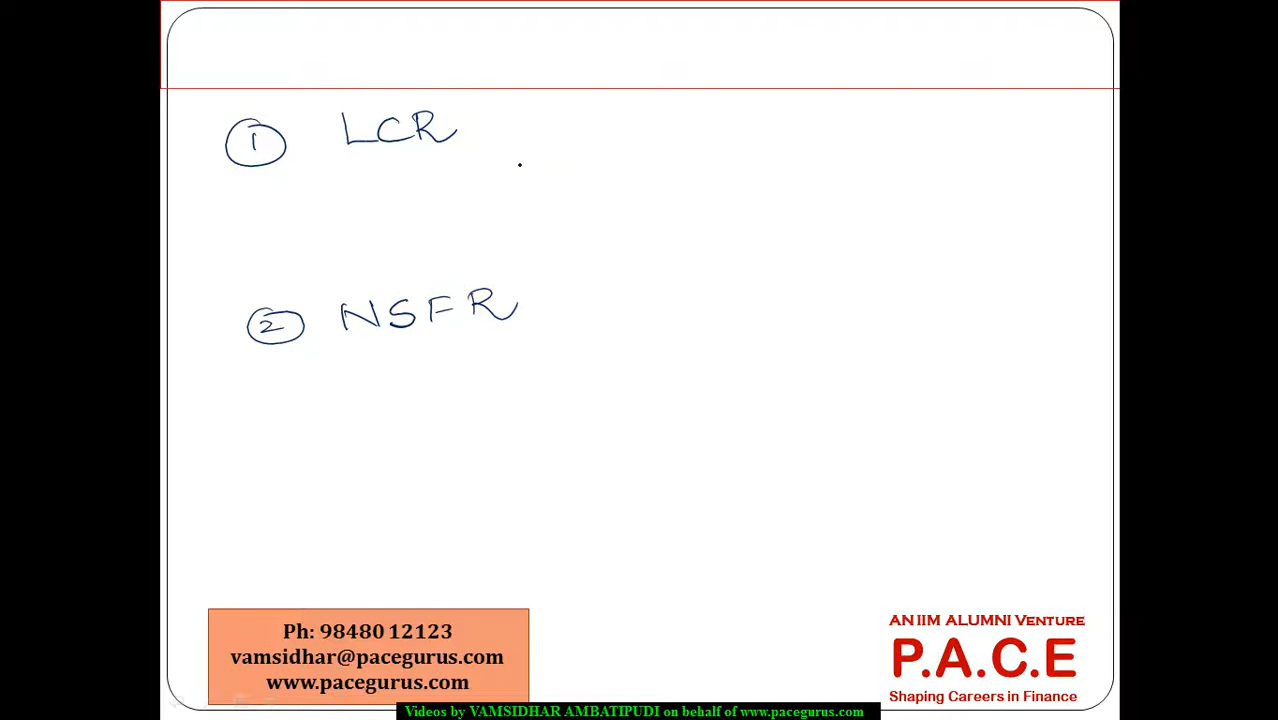 1 LCR
2 NSFR
Ph: 98480 12123
vamsidhar@pacegurus.com
www.pacegurus.com
AN IIM ALUMNI VENTURE
P.A.C.E
Shaping Careers in Finance
Videos by VAMSIDHAR AMBATIPUDI on behalf of www.pacegurus.com